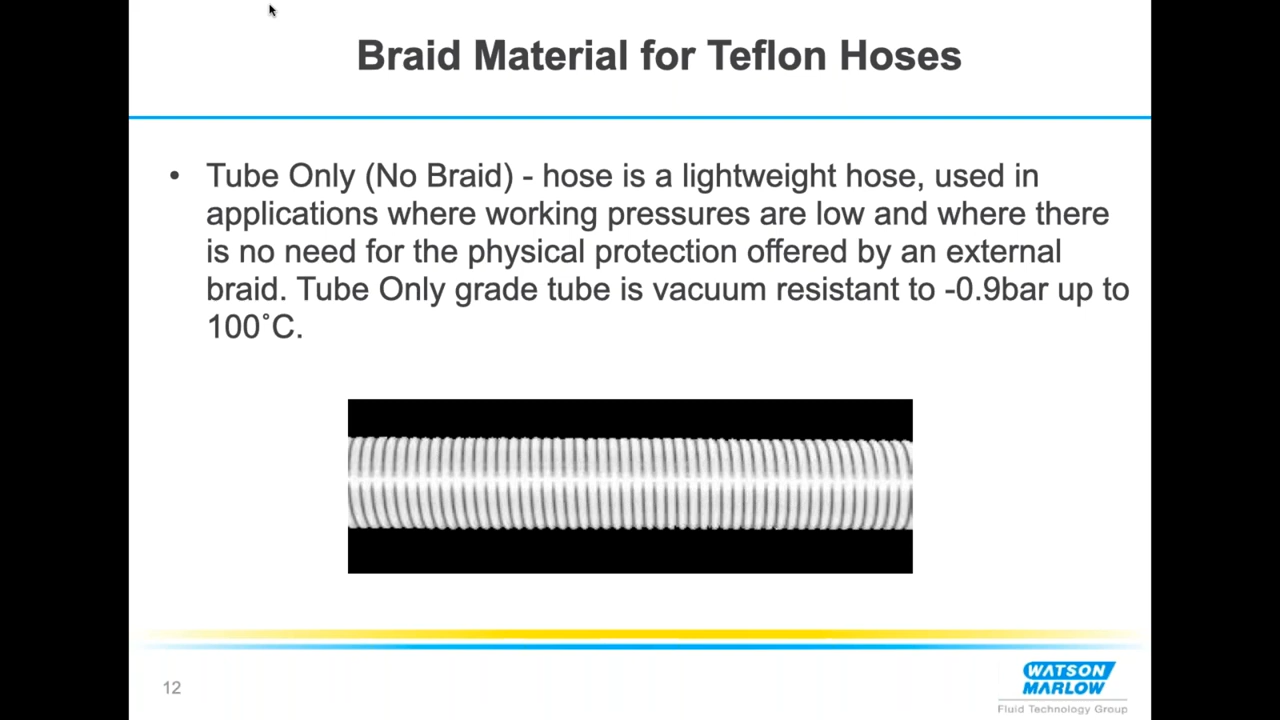 Braid Material for Teflon Hoses
• Tube Only (No Braid) - hose is a lightweight hose, used in
applications where working pressures are low and where there
is no need for the physical protection offered by an external
braid. Tube Only grade tube is vacuum resistant to -0.9bar up to
100˚C.
12
WATSON
MARLOW
Fluid Technology Group